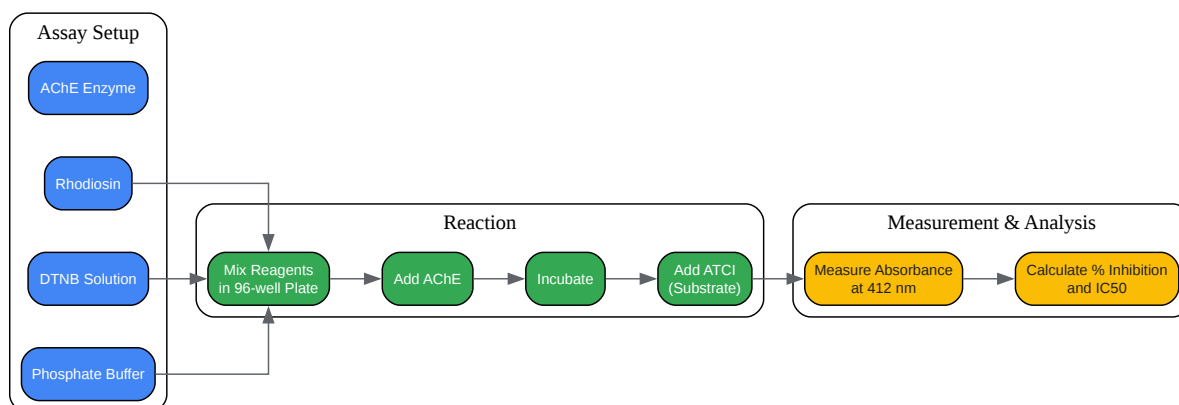 Assay Setup
AChE Enzyme
Rhodiosin
DTNB Solution
Phosphate Buffer
Reaction
Mix Reagents
in 96-well Plate
Add AChE
Incubate
Add ATCI
(Substrate)
Measurement & Analysis
Measure Absorbance
at 412 nm
Calculate % Inhibition
and IC50